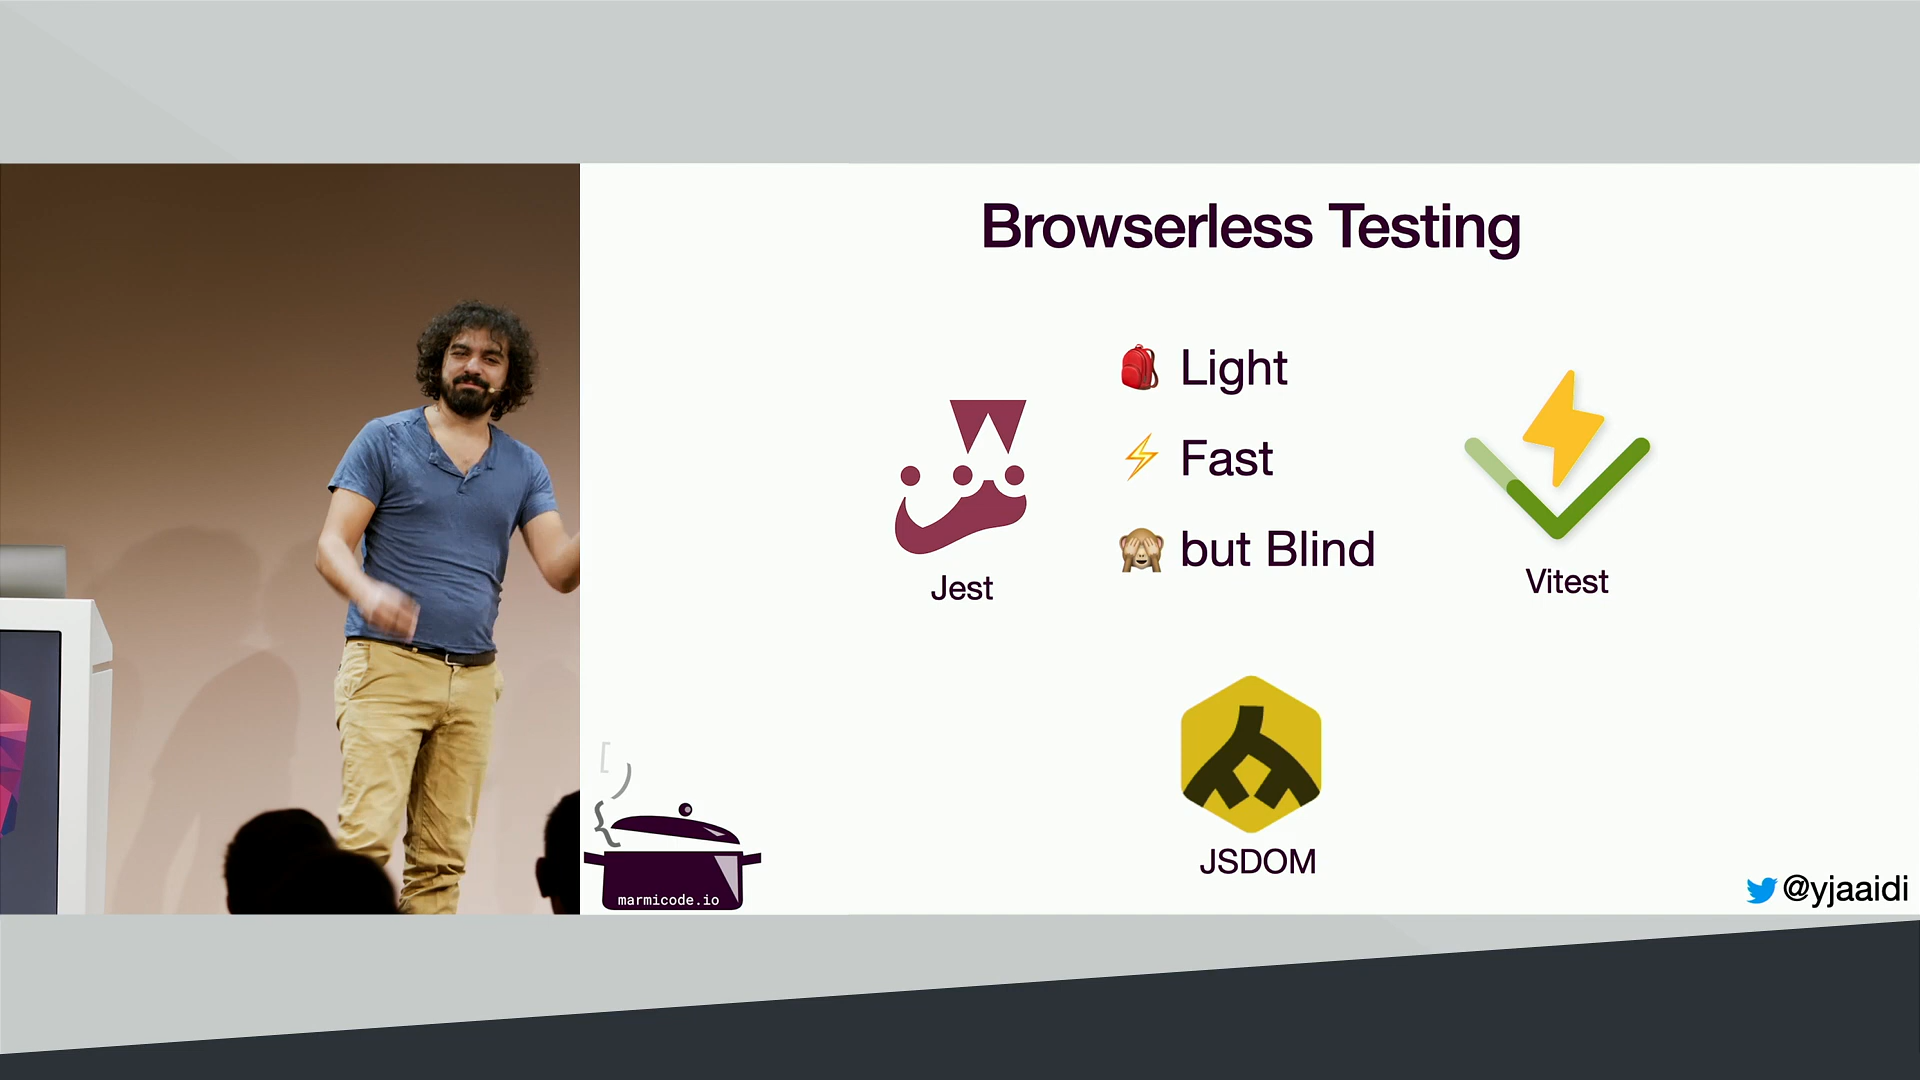 Browserless Testing
🎒 Light
⚡ Fast
🙈 but Blind
Jest
Vitest
JSDOM
[
)
{
marmicode.io
@yjaaidi